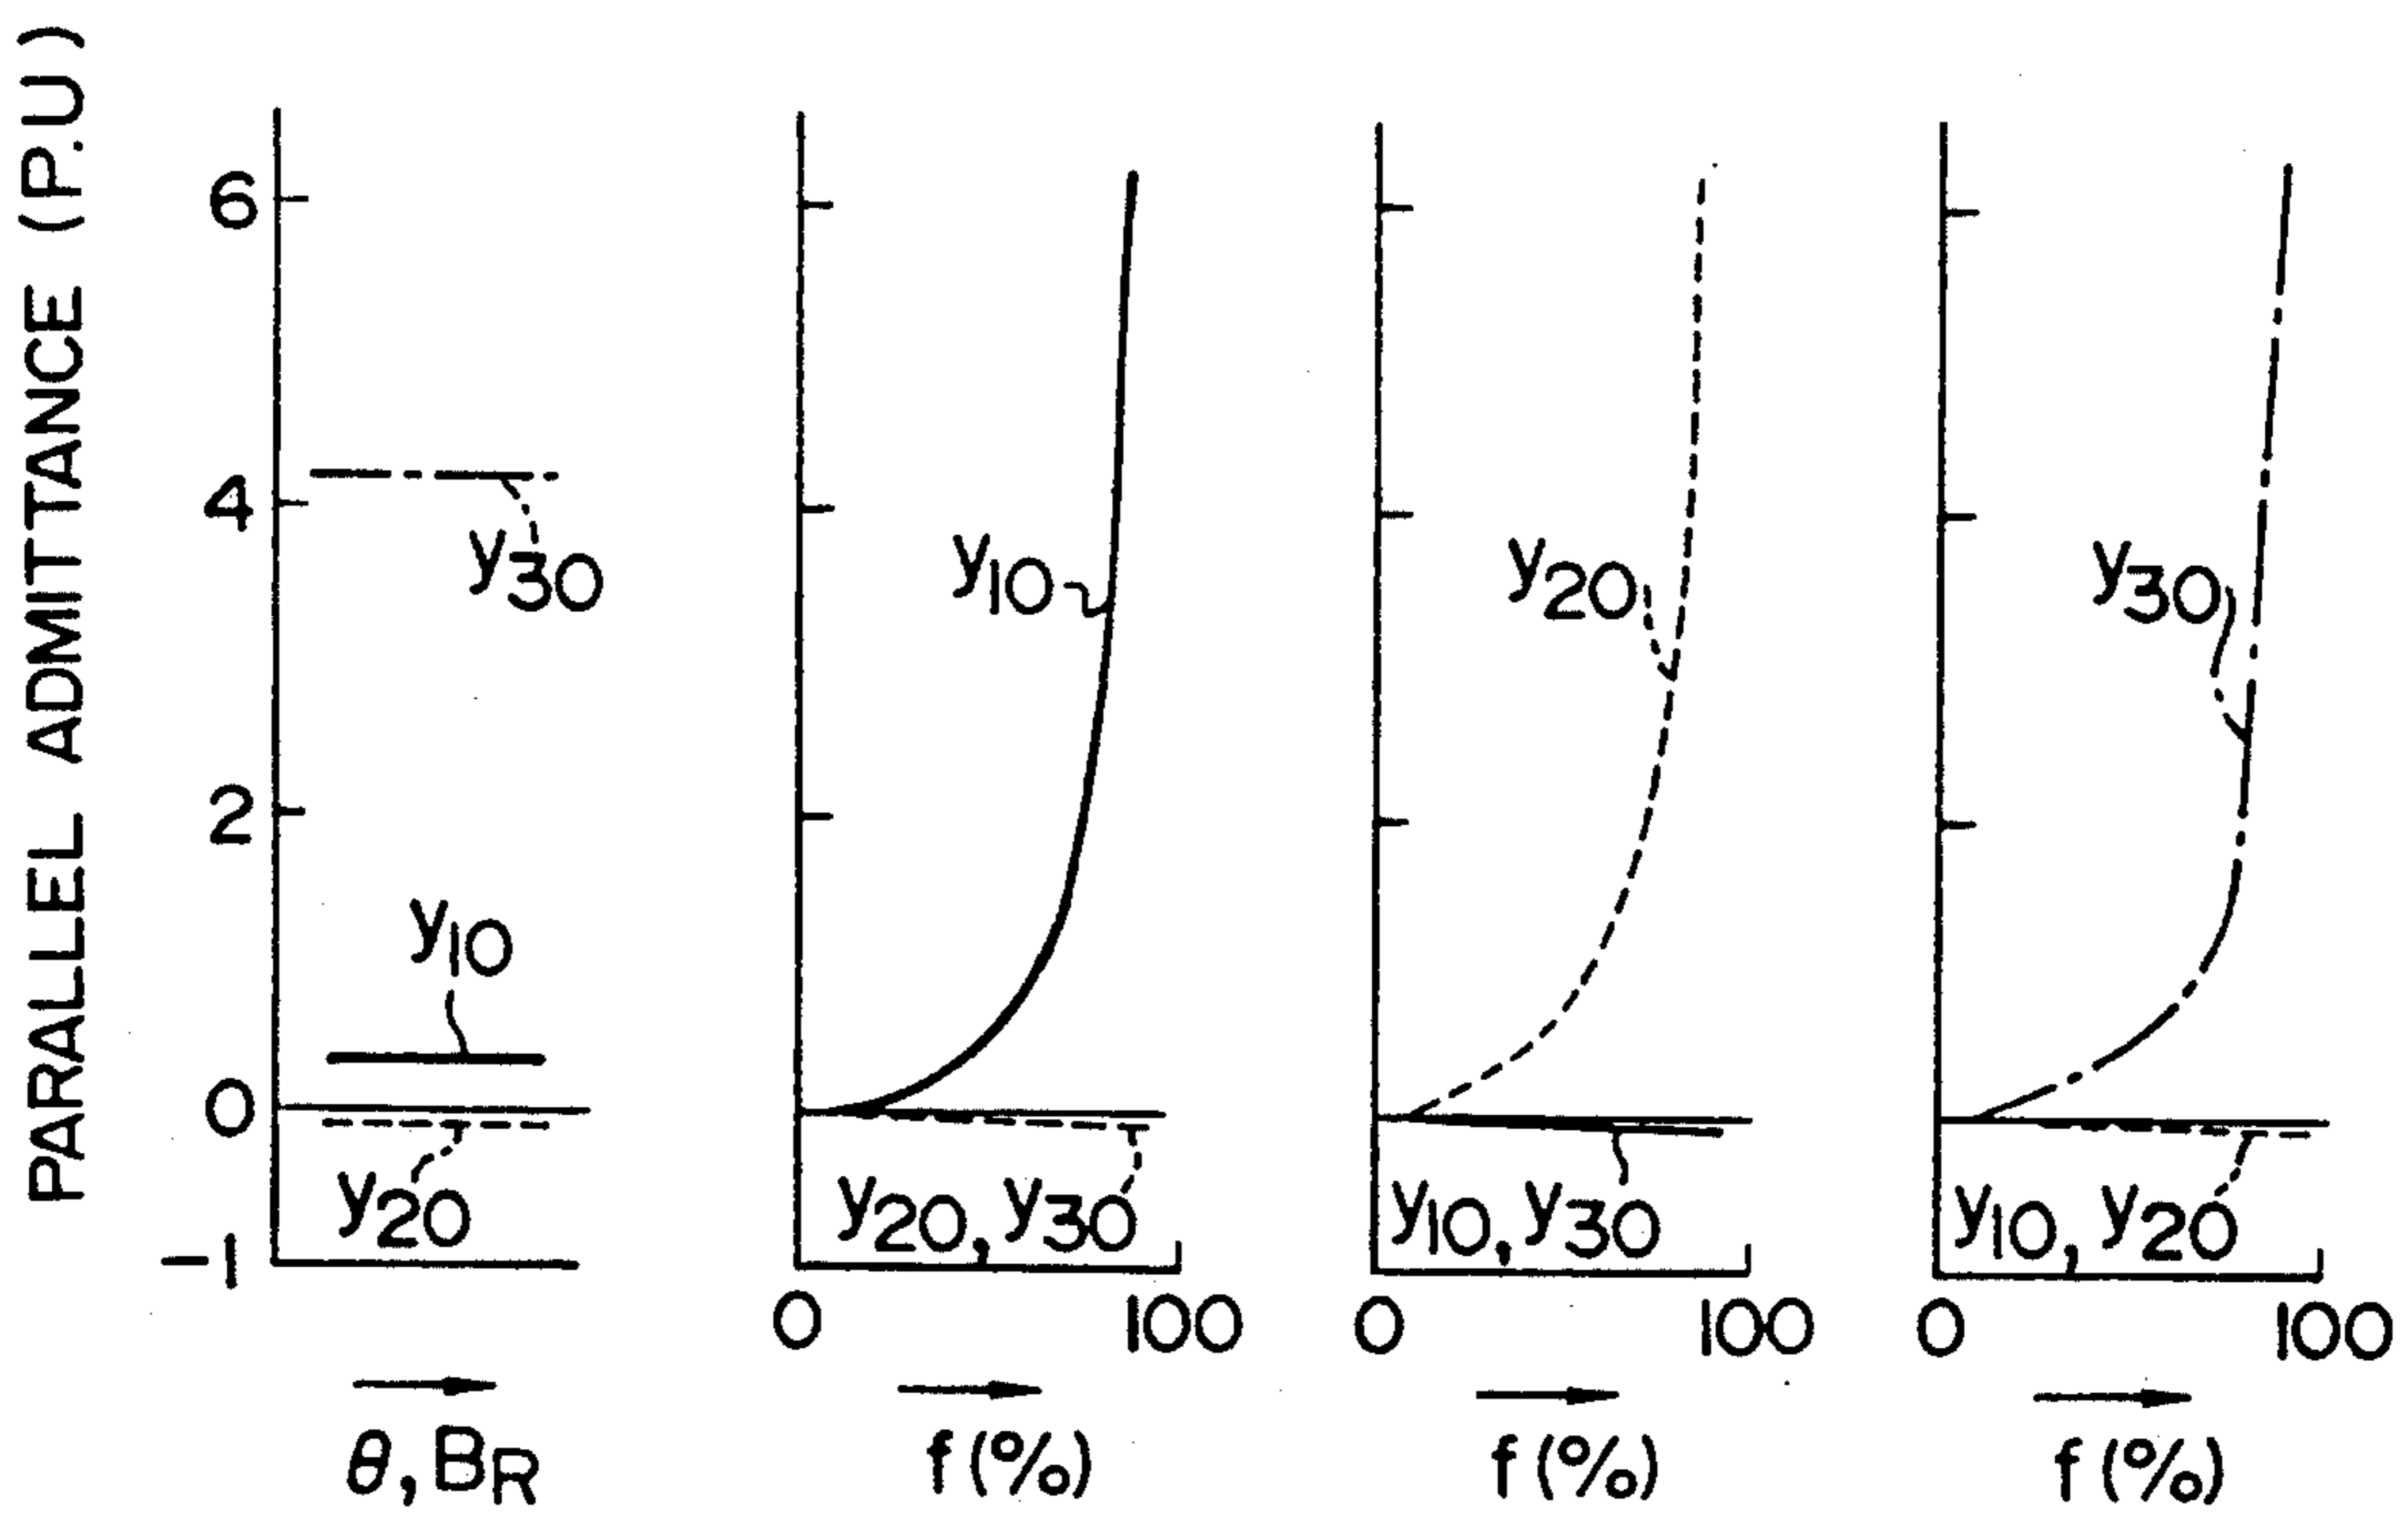 PARALLEL ADMITTANCE (P.U)
6
4
2
0
-1
y30
y10
y20
θ, BR
y10
y20, y30
0 100
f (%)
y20
y10, y30
0 100
f (%)
y30
y10, y20
0 100
f (%)